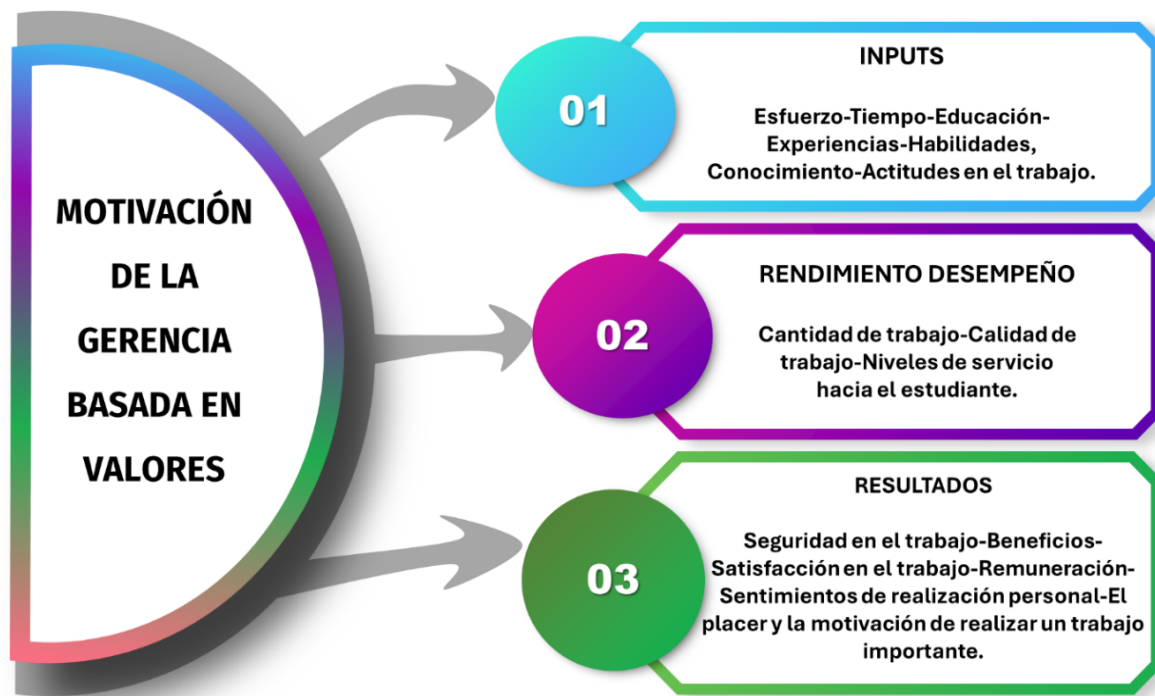 MOTIVACIÓN
DE LA
GERENCIA
BASADA EN
VALORES
01
INPUTS
Esfuerzo-Tiempo-Educación-
Experiencias-Habilidades,
Conocimiento-Actitudes en el trabajo.
02
RENDIMIENTO DESEMPEÑO
Cantidad de trabajo-Calidad de
trabajo-Niveles de servicio
hacia el estudiante.
03
RESULTADOS
Seguridad en el trabajo-Beneficios-
Satisfacción en el trabajo-Remuneración-
Sentimientos de realización personal-El
placer y la motivación de realizar un trabajo
importante.